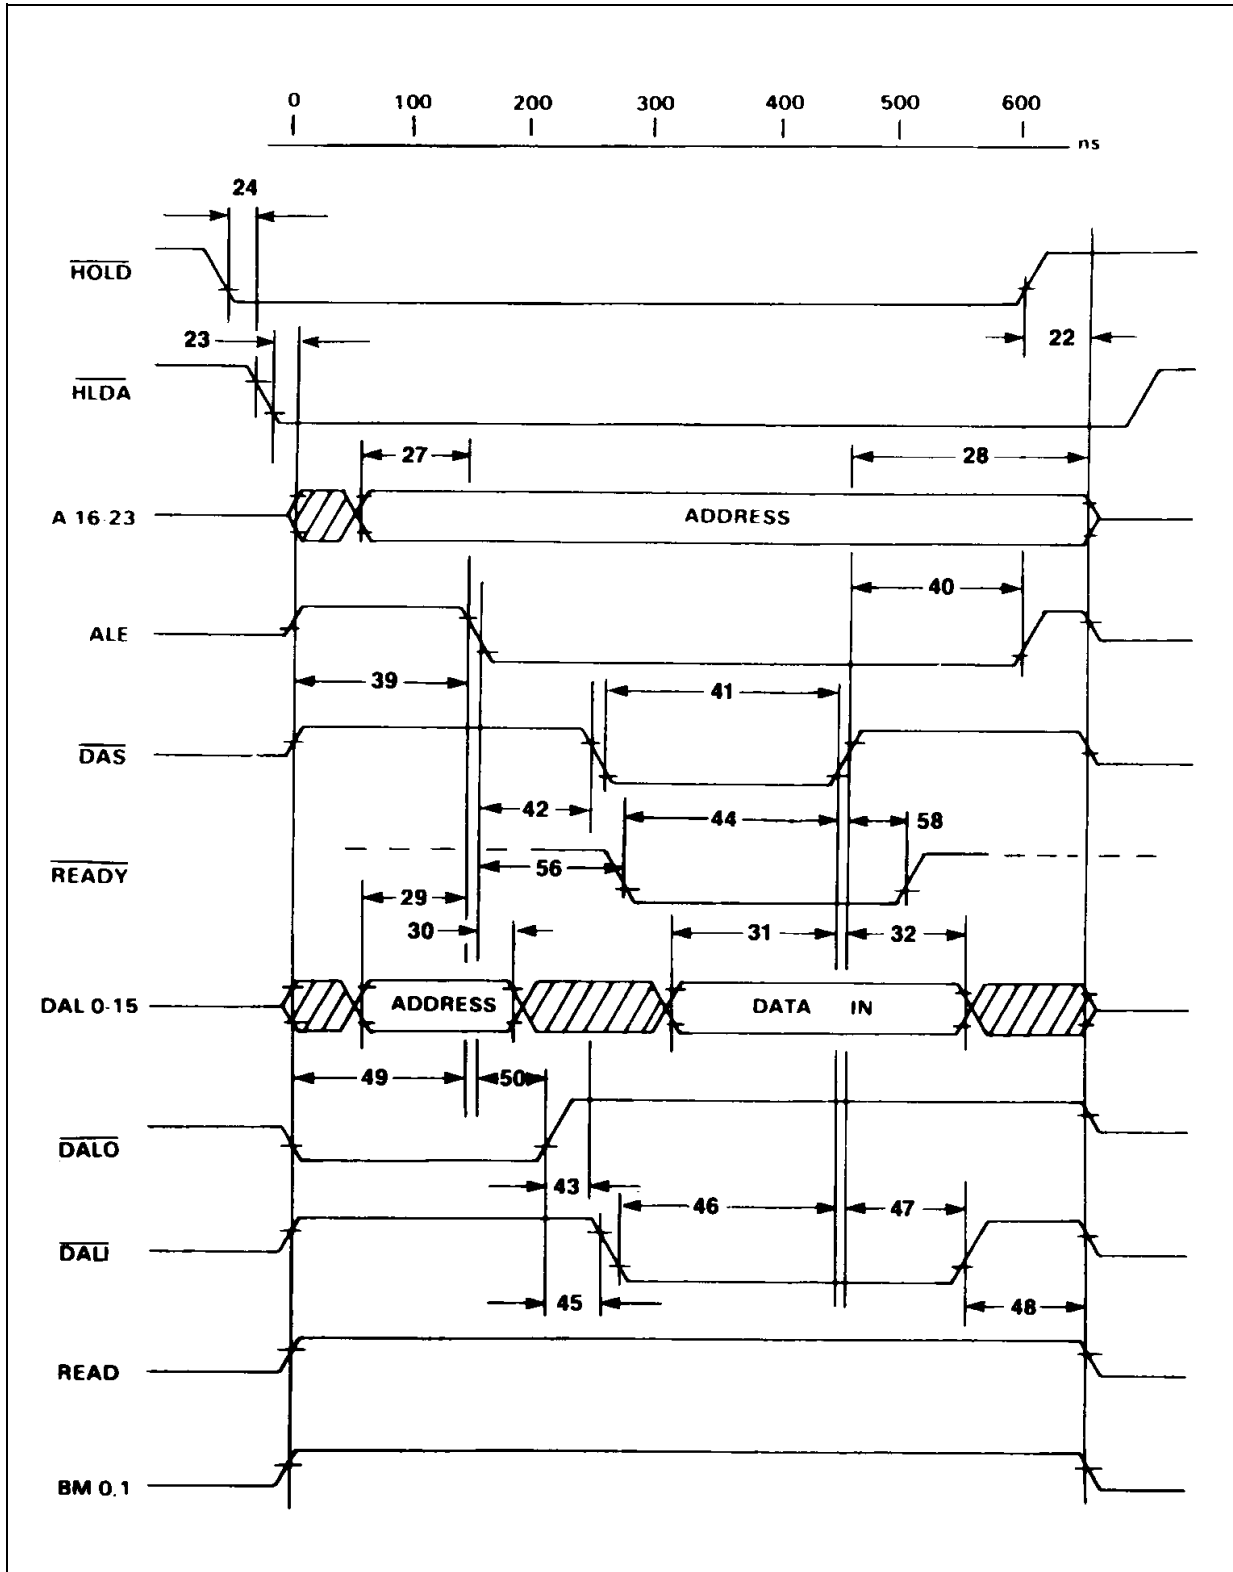 0 100 200 300 400 500 600
ns
24
HOLD
23 22
HLDA
27 28
A 16-23 ADDRESS
40
ALE
39 41
DAS
42 44 58
READY 56
29
30 31 32
DAL 0-15 ADDRESS DATA IN
49 50
DALO
43 46 47
DALI
45 48
READ
BM 0.1